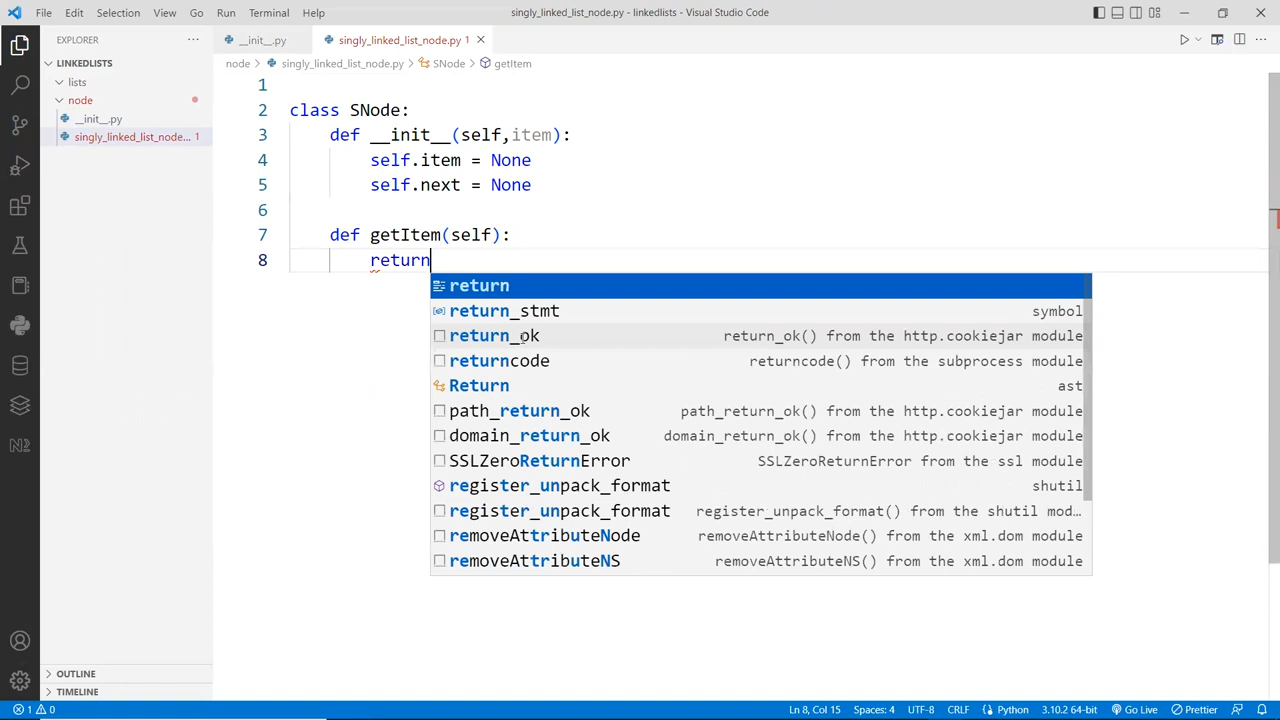 File Edit Selection View Go Run Terminal Help singly_linked_list_node.py - linkedlists - Visual Studio Code
EXPLORER
LINKEDLISTS
lists
node
__init__.py
singly_linked_list_node... 1
OUTLINE
TIMELINE
__init__.py singly_linked_list_node.py 1
node > singly_linked_list_node.py > SNode > getItem
1
2 class SNode:
3 def __init__(self,item):
4 self.item = None
5 self.next = None
6
7 def getItem(self):
8 return
return
return_stmt symbol
return_ok return_ok() from the http.cookiejar module
returncode returncode() from the subprocess module
Return ast
path_return_ok path_return_ok() from the http.cookiejar module
domain_return_ok domain_return_ok() from the http.cookiejar module
SSLZeroReturnError SSLZeroReturnError from the ssl module
register_unpack_format shutil
register_unpack_format register_unpack_format() from the shutil mod...
removeAttributeNode removeAttributeNode() from the xml.dom module
removeAttributeNS removeAttributeNS() from the xml.dom module
1 0 Ln 8, Col 15 Spaces: 4 UTF-8 CRLF Python 3.10.2 64-bit Go Live Prettier